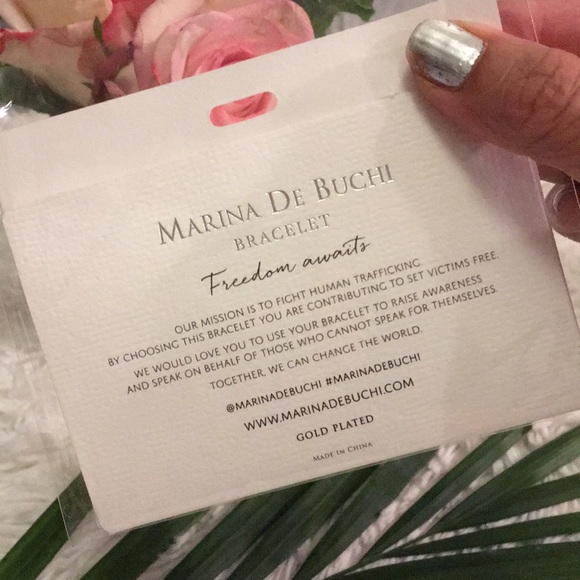 MARINA DE BUCHI
BRACELET
Freedom awaits
OUR MISSION IS TO FIGHT HUMAN TRAFFICKING
BY CHOOSING THIS BRACELET YOU ARE CONTRIBUTING TO SET VICTIMS FREE.
WE WOULD LOVE YOU TO USE YOUR BRACELET TO RAISE AWARENESS
AND SPEAK ON BEHALF OF THOSE WHO CANNOT SPEAK FOR THEMSELVES.
TOGETHER, WE CAN CHANGE THE WORLD.
@MARINADEBUCHI #MARINADEBUCHI
WWW.MARINADEBUCHI.COM
GOLD PLATED
MADE IN CHINA